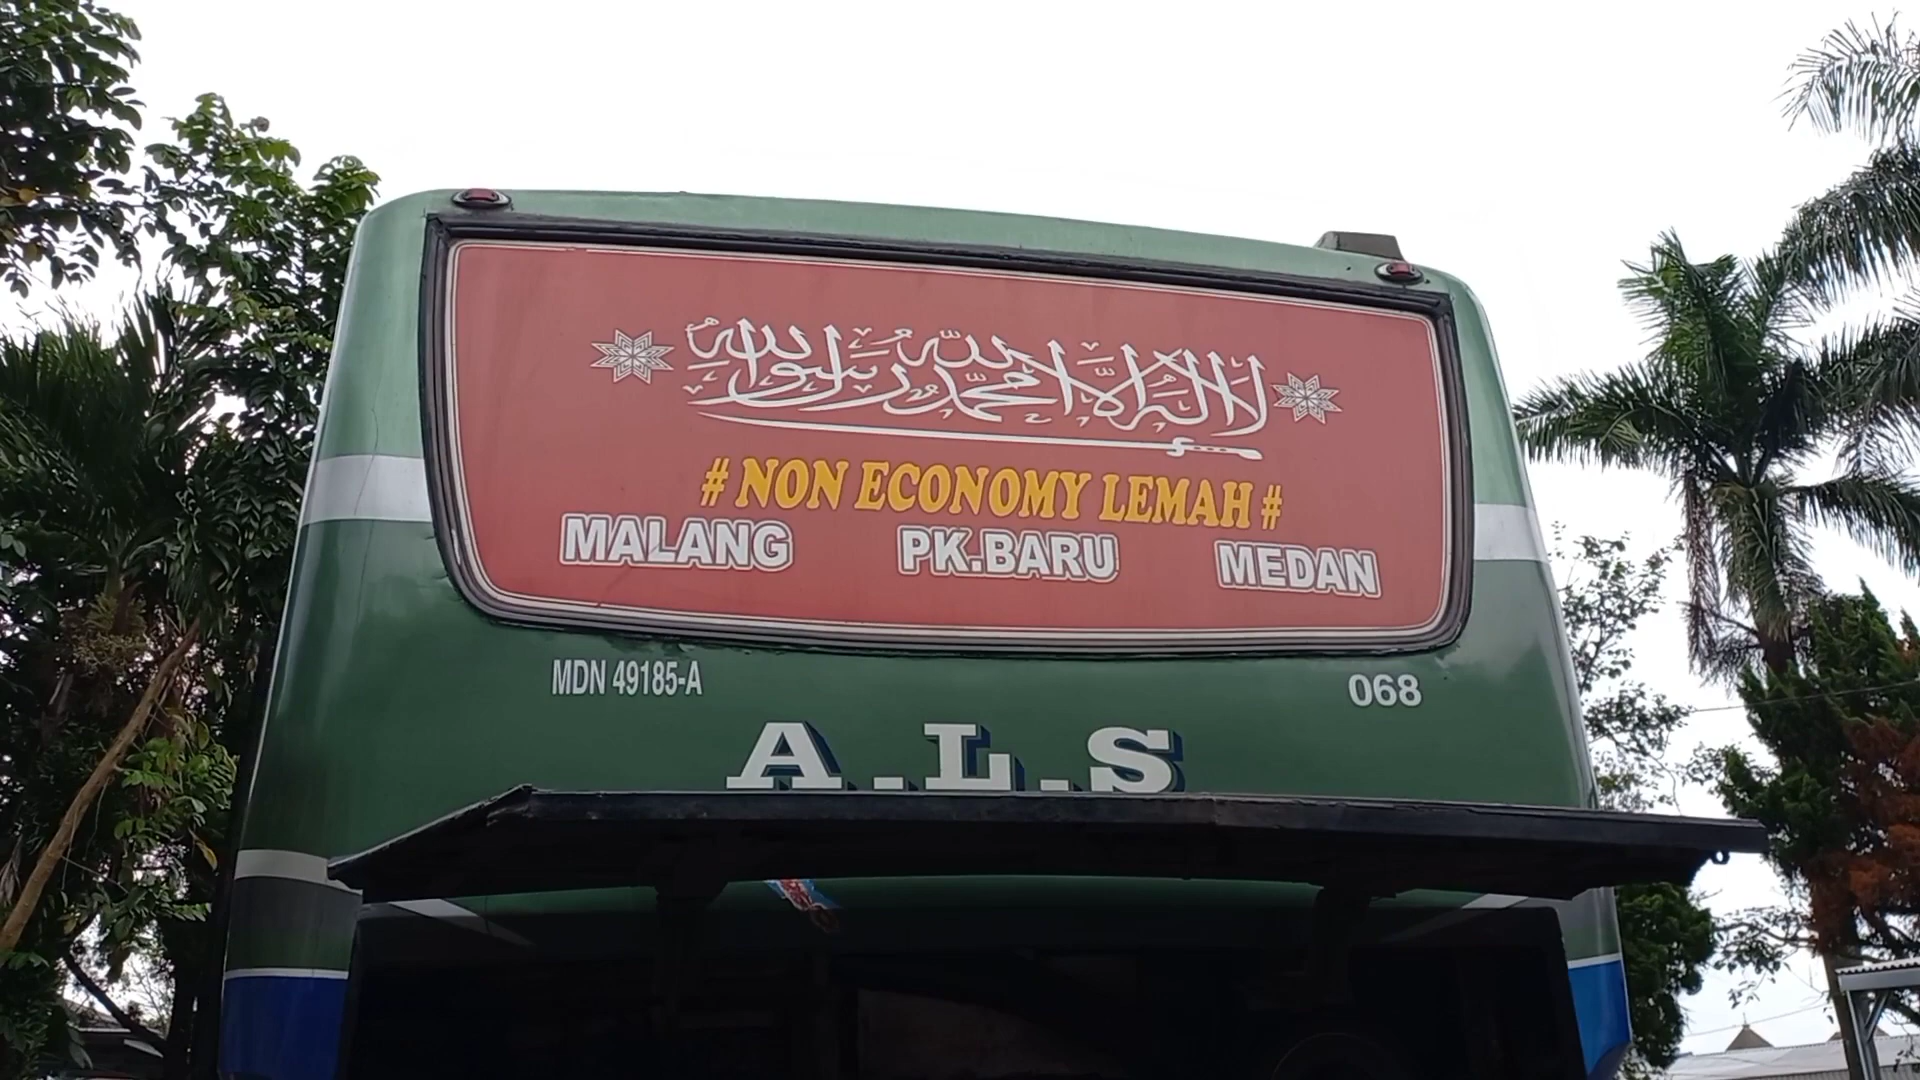 لا إله إلا الله محمد رسول الله
# NON ECONOMY LEMAH #
MALANG PK.BARU MEDAN
MDN 49185-A 068
A.L.S